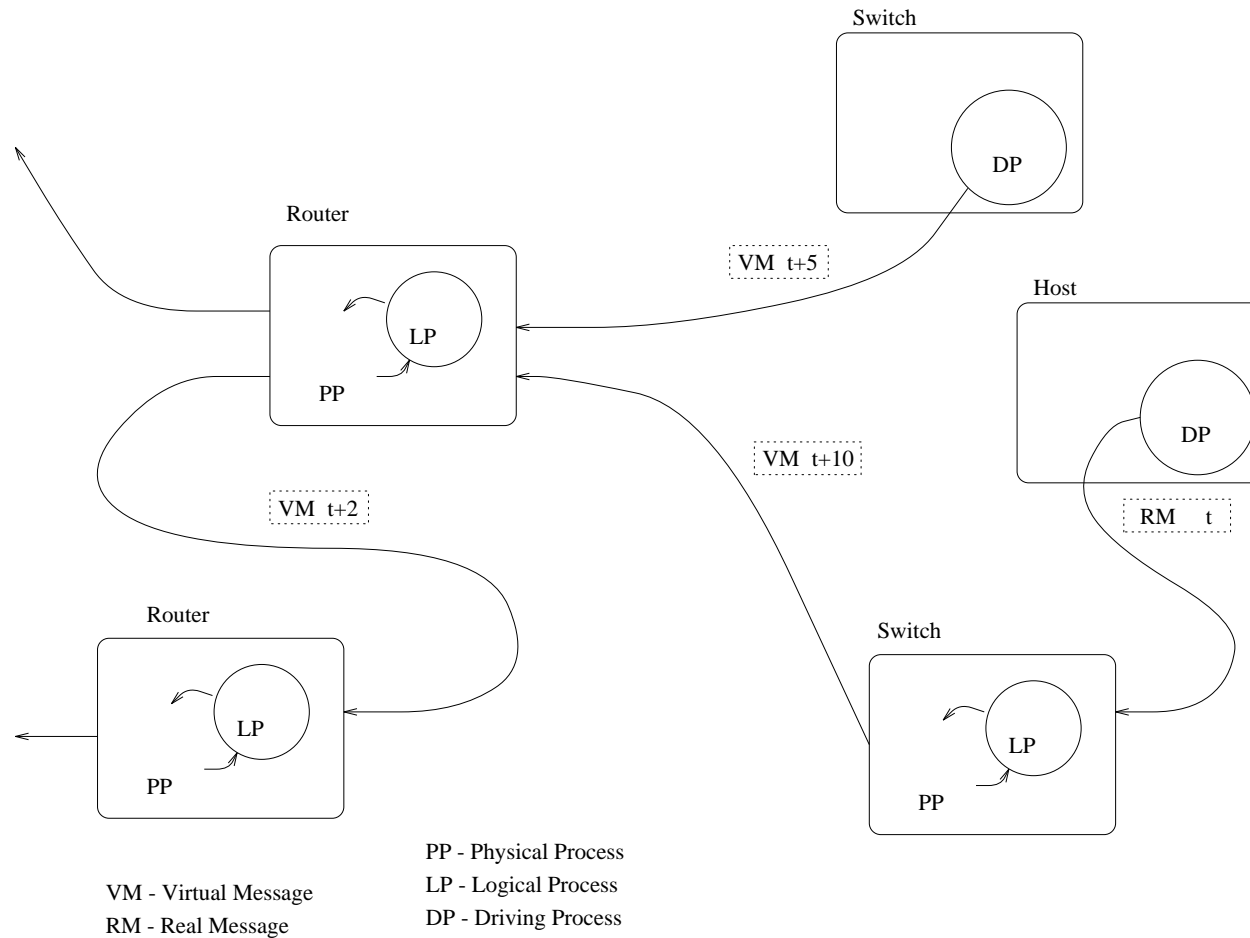 Switch
DP
Router
VM t+5
Host
LP
PP
DP
VM t+10
VM t+2
RM t
Router
Switch
LP
LP
PP
PP
PP - Physical Process
VM - Virtual Message
LP - Logical Process
RM - Real Message
DP - Driving Process